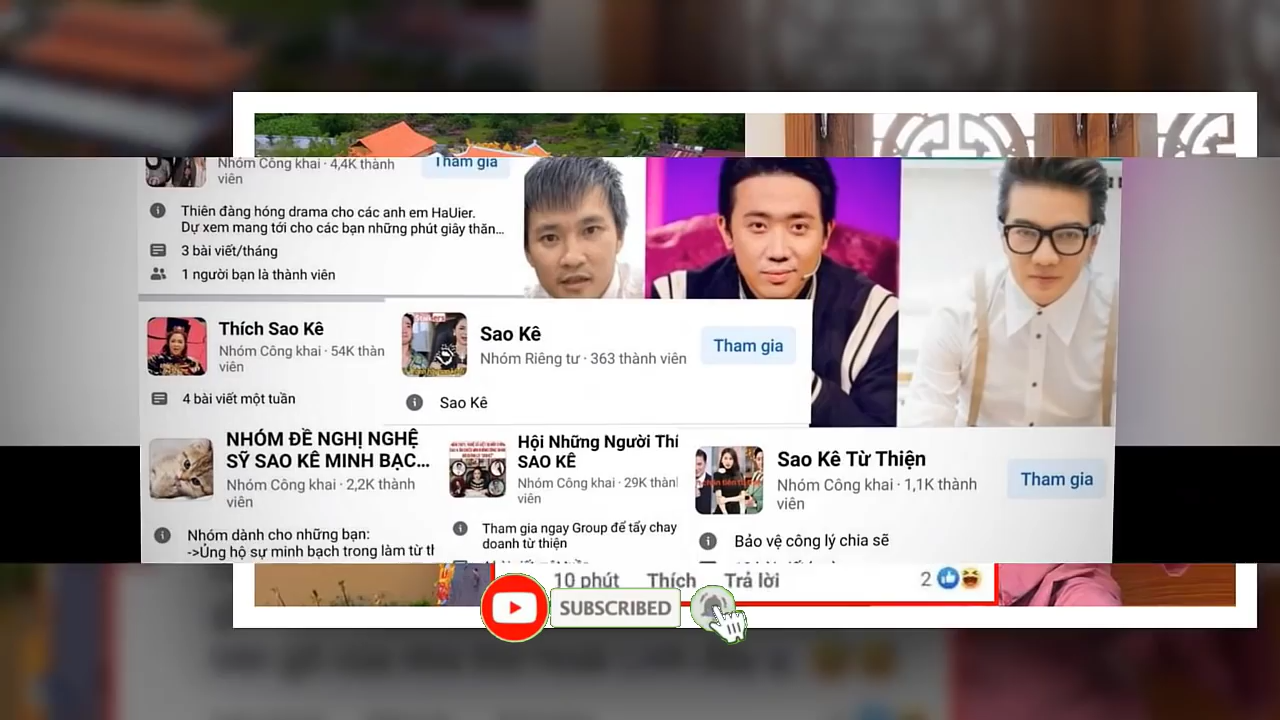 Nhóm Công khai · 4,4K thành
viên
Tham gia
Thiên đàng hóng drama cho các anh em HaUier.
Dự xem mang tới cho các bạn những phút giây thăn...
3 bài viết/tháng
1 người bạn là thành viên
Thích Sao Kê
Nhóm Công khai · 54K thàn
viên
4 bài viết một tuần
Sao Kê
Nhóm Riêng tư · 363 thành viên
Tham gia
Sao Kê
NHÓM ĐỀ NGHỊ NGHỆ
SỸ SAO KÊ MINH BẠC...
Nhóm Công khai · 2,2K thành
viên
Nhóm dành cho những bạn:
->Ủng hộ sự minh bạch trong làm từ th
Hội Những Người Thí
SAO KÊ
Nhóm Công khai · 29K thàn
viên
Tham gia ngay Group để tẩy chay
doanh từ thiện
Sao Kê Từ Thiện
Nhóm Công khai · 1,1K thành
viên
Tham gia
Bảo vệ công lý chia sẽ
10 phút Thích Trả lời 2
SUBSCRIBED